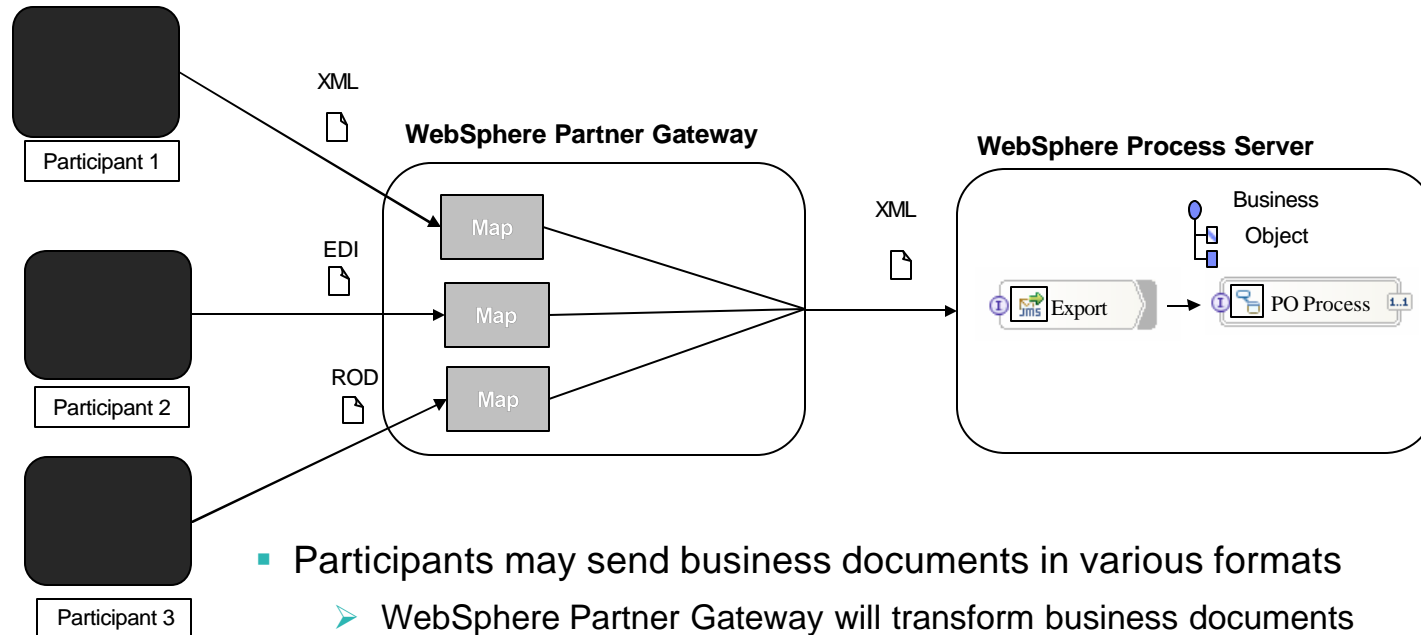 XML
WebSphere Partner Gateway
WebSphere Process Server
Participant 1
Map
XML
Business
Object
EDI
I JMS Export
I PO Process 1..1
Map
Participant 2
ROD
Map
Participant 3
▪ Participants may send business documents in various formats
➢ WebSphere Partner Gateway will transform business documents